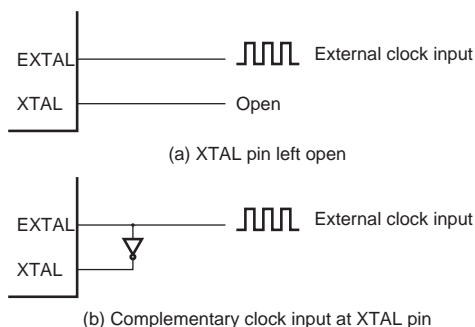 EXTAL
External clock input
XTAL
Open
(a) XTAL pin left open
EXTAL
External clock input
XTAL
(b) Complementary clock input at XTAL pin